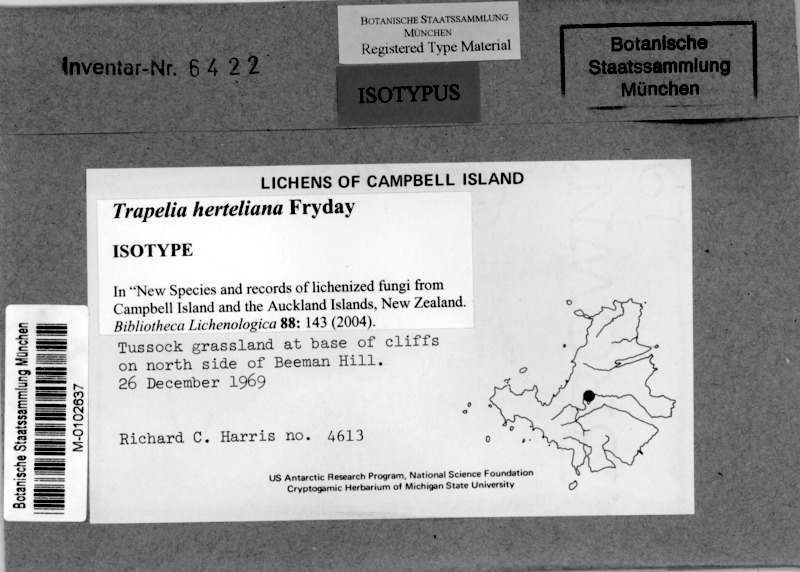 Inventar-Nr. 6422
BOTANISCHE STAATSSAMMLUNG
MÜNCHEN
Registered Type Material
ISOTYPUS
Botanische
Staatssammlung
München
LICHENS OF CAMPBELL ISLAND
Trapelia herteliana Fryday
ISOTYPE
In “New Species and records of lichenized fungi from
Campbell Island and the Auckland Islands, New Zealand.
Bibliotheca Lichenologica 88: 143 (2004).
Tussock grassland at base of cliffs
on north side of Beeman Hill.
26 December 1969
Richard C. Harris no. 4613
US Antarctic Research Program, National Science Foundation
Cryptogamic Herbarium of Michigan State University
Botanische Staatssammlung München
M-0102637